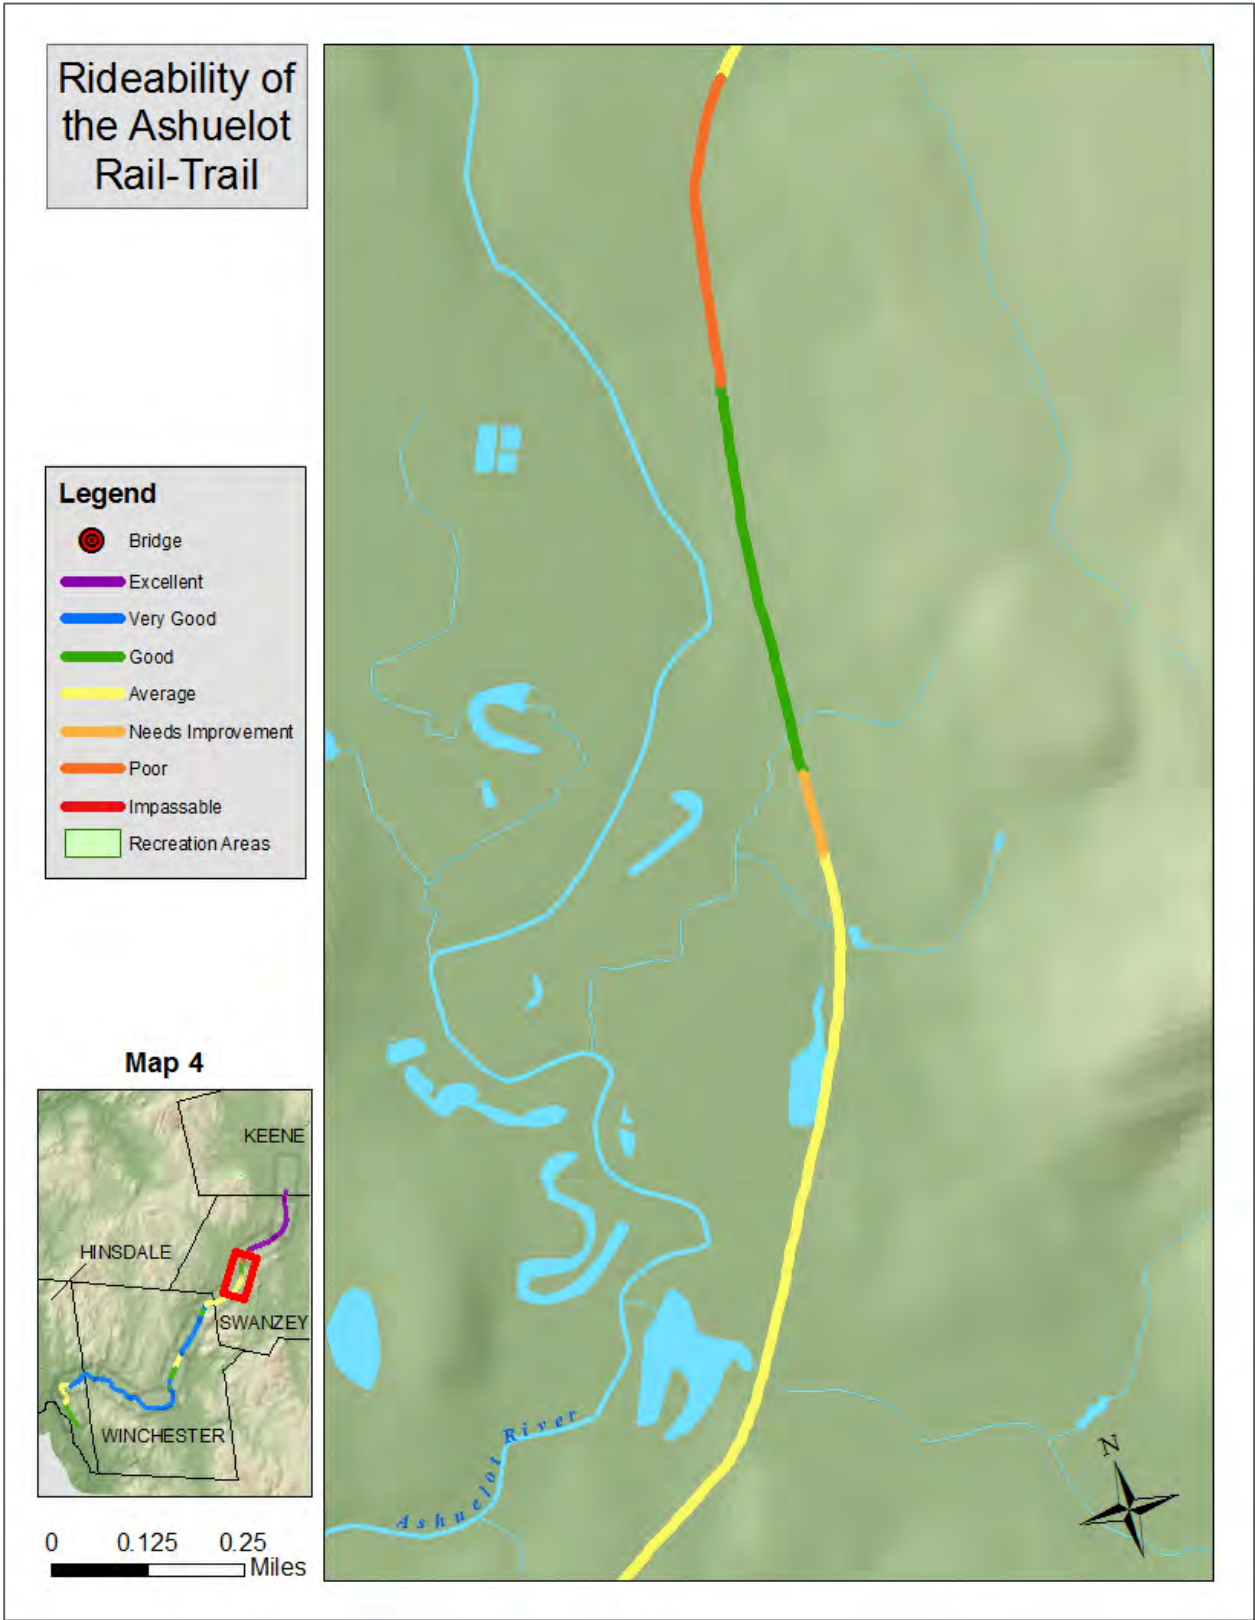 Rideability of
the Ashuelot
Rail-Trail
Legend
Bridge
Excellent
Very Good
Good
Average
Needs Improvement
Poor
Impassable
Recreation Areas
Map 4
KEENE
HINSDALE
SWANZEY
WINCHESTER
0 0.125 0.25
Miles
Ashuelot River
N